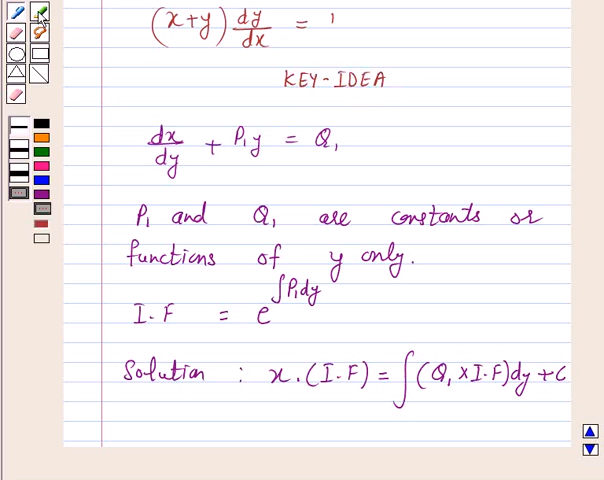 (x+y) dy/dx = 1
KEY-IDEA
dx/dy + P₁y = Q₁
P₁ and Q₁ are constants or
functions of y only.
I.F = e^∫P₁dy
Solution : x.(I.F) = ∫(Q₁ × I.F)dy + C